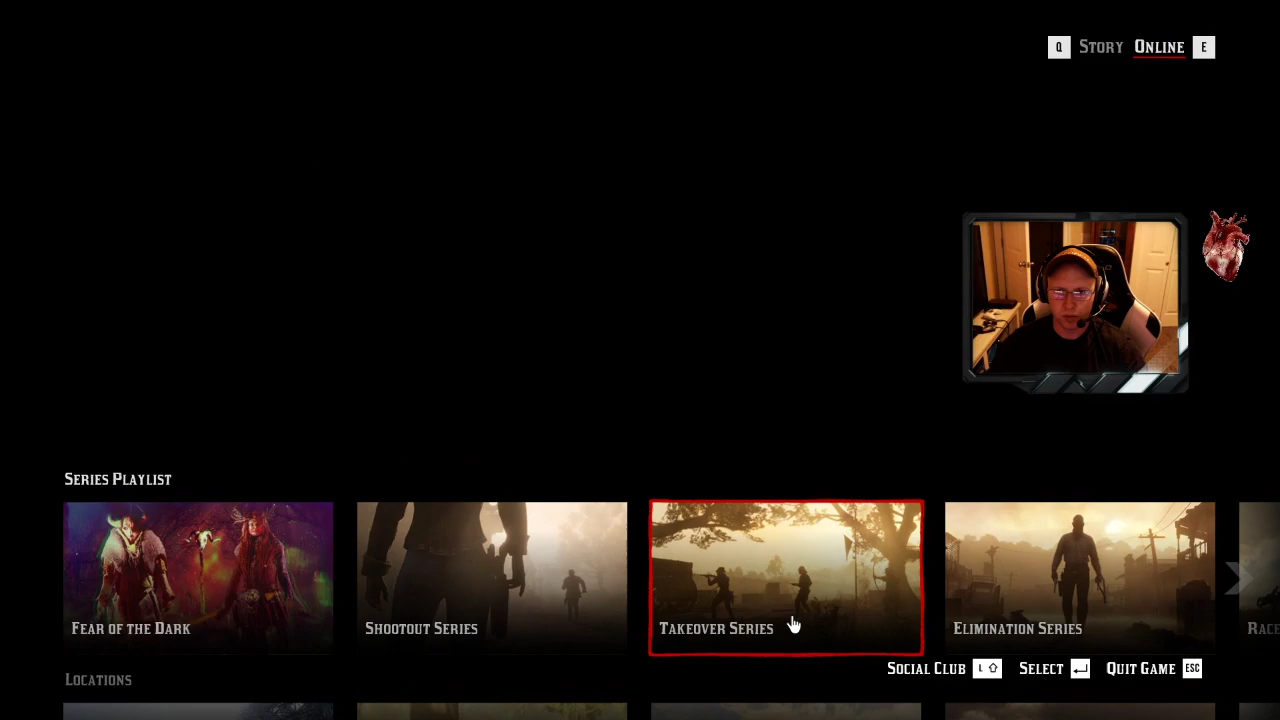 Q Story Online E
Series Playlist
Fear of the Dark
Shootout Series
Takeover Series
Elimination Series
Race
Social Club L Select Quit Game ESC
Locations